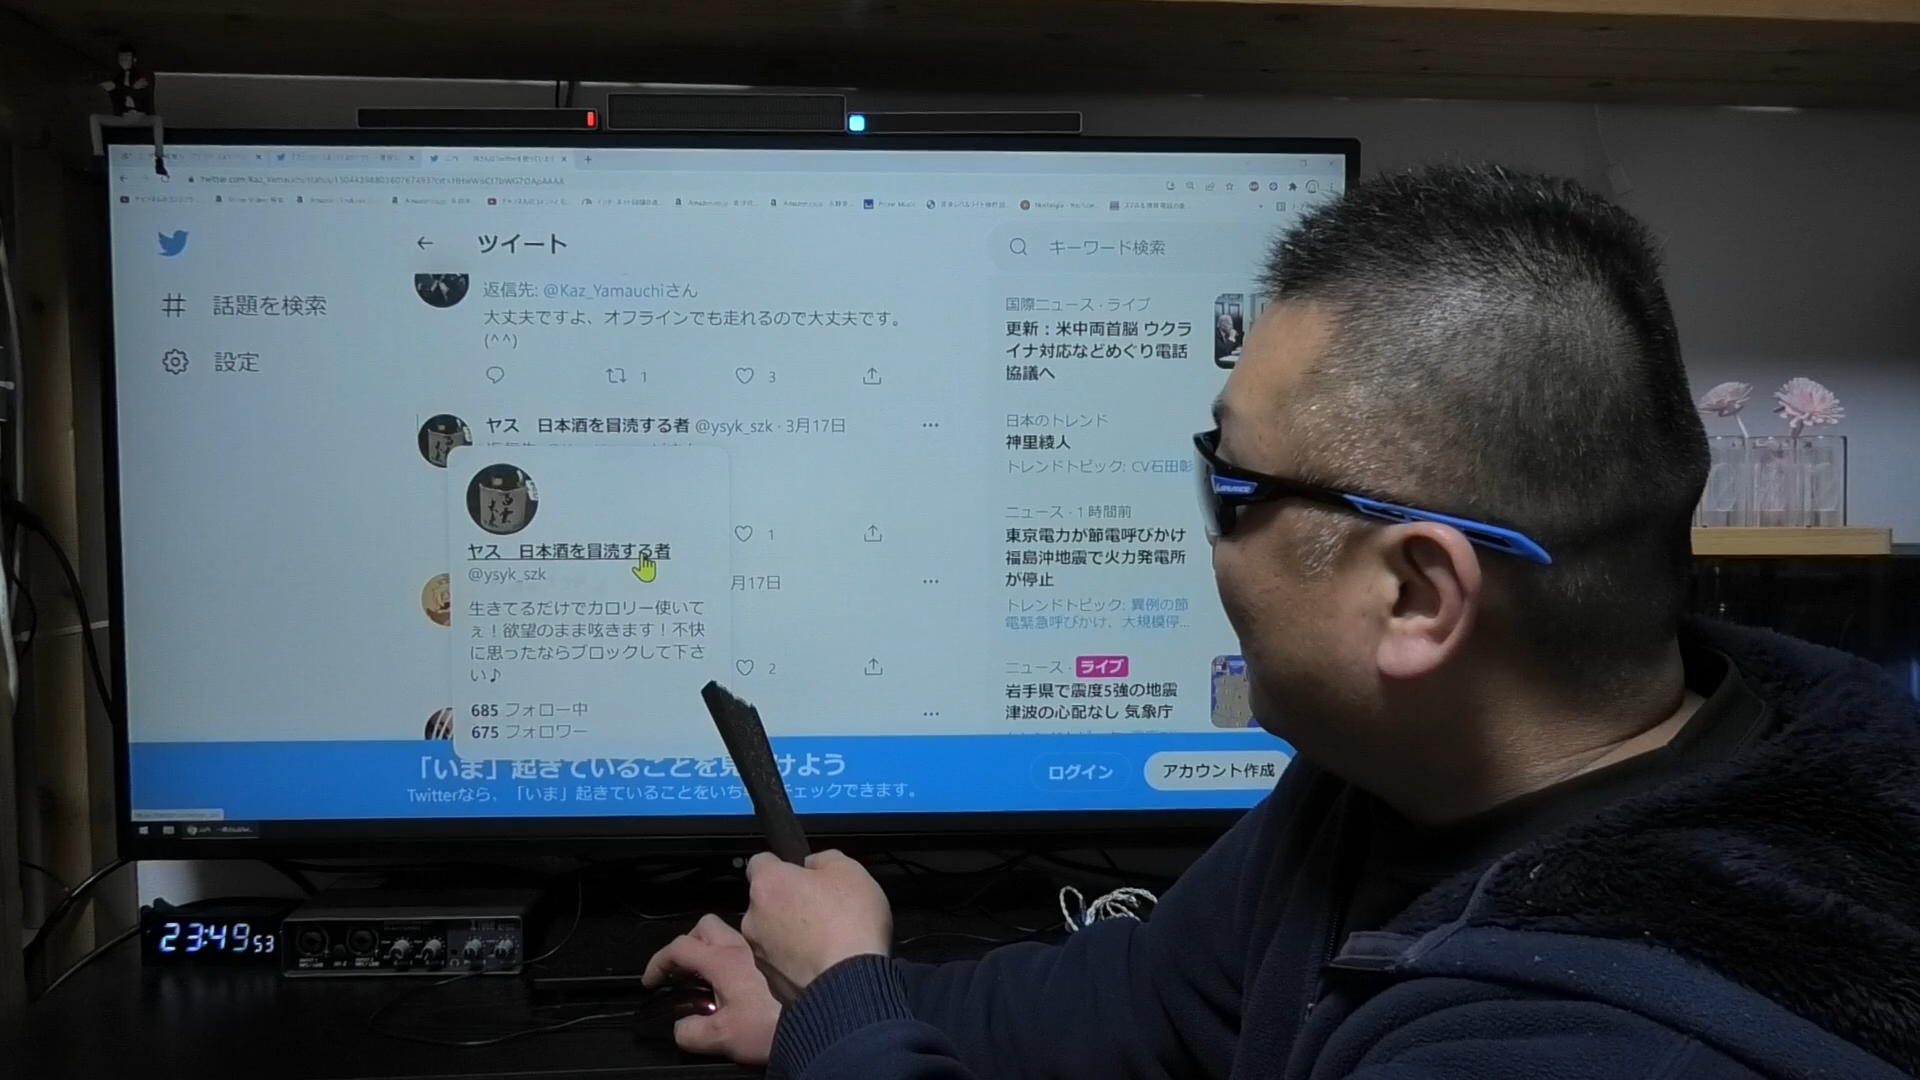 ツイート
キーワード検索
話題を検索
設定
返信先: @Kaz_Yamauchiさん
大丈夫ですよ、オフラインでも走れるので大丈夫です。
(^^)
1
3
ヤス 日本酒を冒涜する者 @ysyk_szk · 3月17日
1
月17日
2
ヤス 日本酒を冒涜する者
@ysyk_szk
生きてるだけでカロリー使いて
ぇ！欲望のまま呟きます！不快
に思ったならブロックして下さ
い♪
685 フォロー中
675 フォロワー
国際ニュース · ライブ
更新：米中両首脳 ウクラ
イナ対応などめぐり電話
協議へ
日本のトレンド
神里綾人
トレンドトピック: CV石田彰
ニュース · 1 時間前
東京電力が節電呼びかけ
福島沖地震で火力発電所
が停止
トレンドトピック: 異例の節
電緊急呼びかけ、大規模停...
ニュース · ライブ
岩手県で震度5強の地震
津波の心配なし 気象庁
「いま」起きていることを見 けよう
Twitterなら、「いま」起きていることをいち チェックできます。
ログイン
アカウント作成
23:49 53